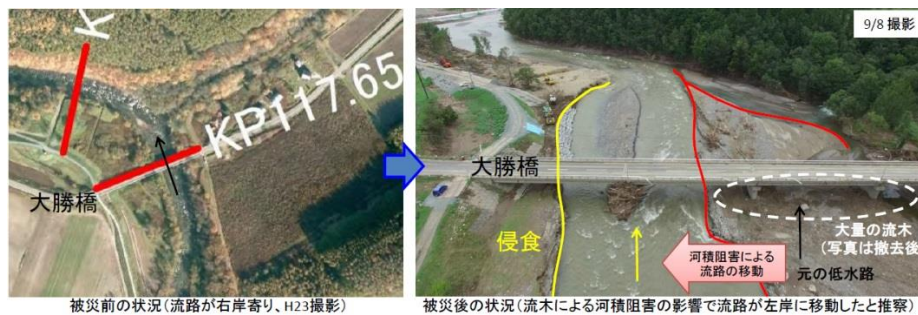 K
KP117.65
大勝橋
被災前の状況(流路が右岸寄り、H23撮影)
9/8 撮影
大勝橋
大量の流木
(写真は撤去後
侵食
河積阻害による
流路の移動
元の低水路
被災後の状況(流木による河積阻害の影響で流路が左岸に移動したと推察)